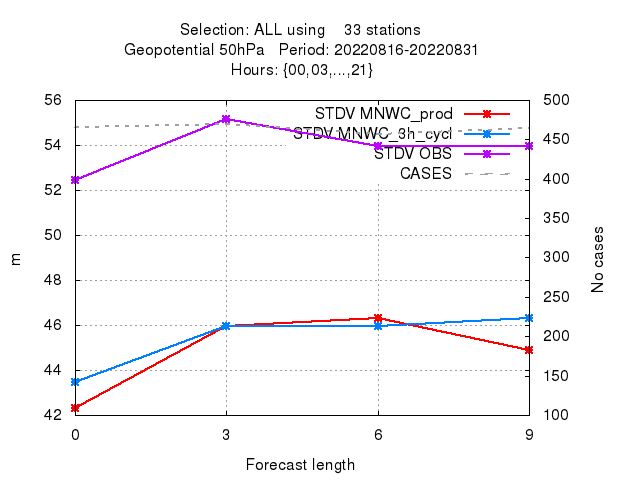 Selection: ALL using    33 stations
Geopotential 50hPa   Period: 20220816-20220831
Hours: {00,03,...,21}
STDV MNWC_prod
STDV MNWC_3h_cycl
STDV OBS
CASES
56
54
52
50
48
46
44
42
m
500
450
400
350
300
250
200
150
100
No cases
0 3 6 9
Forecast length